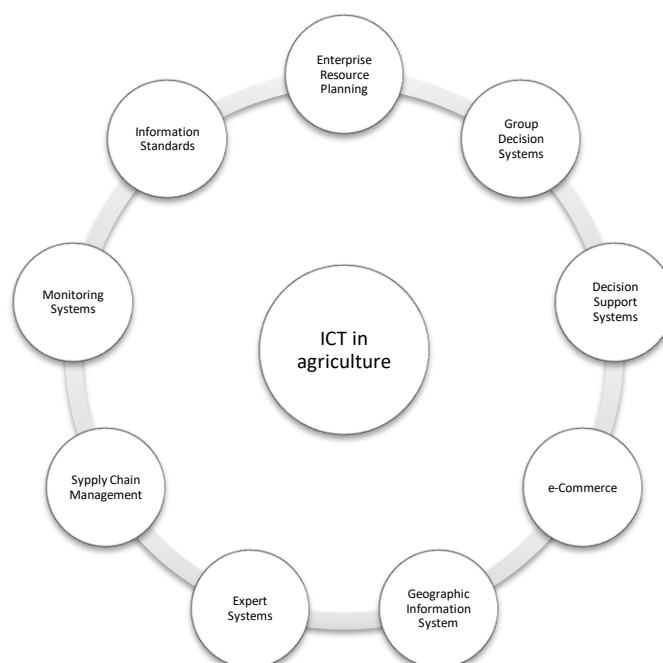 Enterprise
Resource
Planning
Group
Decision
Systems
Decision
Support
Systems
e-Commerce
Geographic
Information
System
Expert
Systems
Sypply Chain
Management
Monitoring
Systems
Information
Standards
ICT in
agriculture